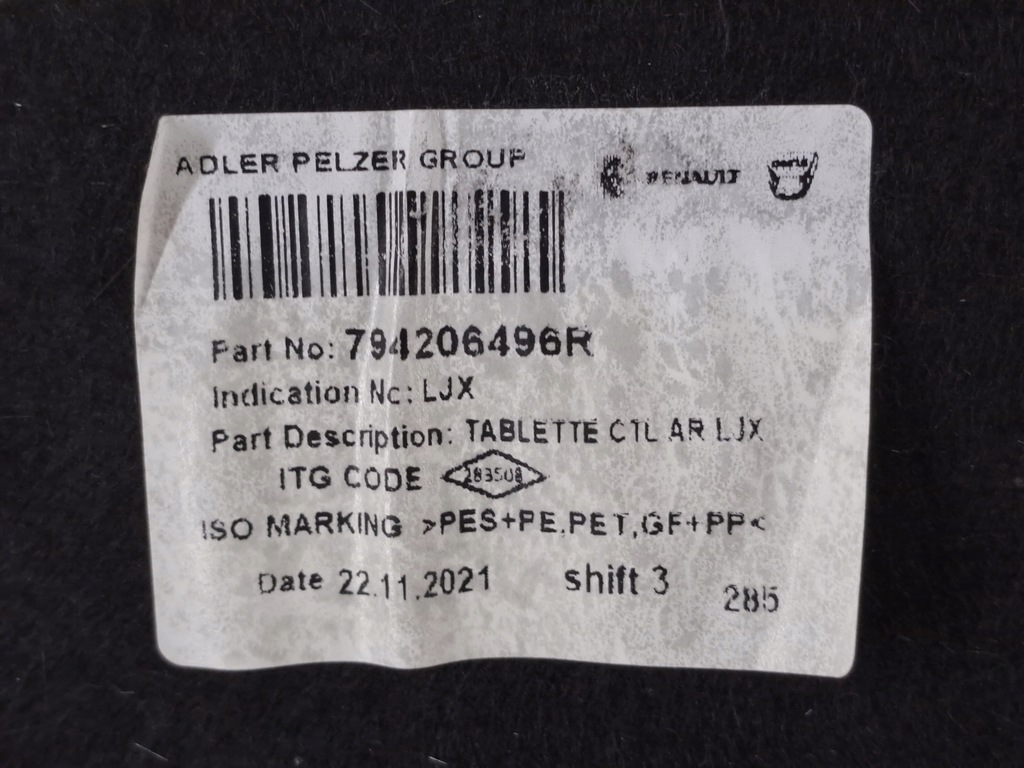 ADLER PELZER GROUP
RENAULT
Part No: 794206496R
Indication No: LJX
Part Description: TABLETTE CTL AR LJX
ITG CODE 283508
ISO MARKING >PES+PE,PET,GF+PP<
Date 22.11.2021 shift 3 285